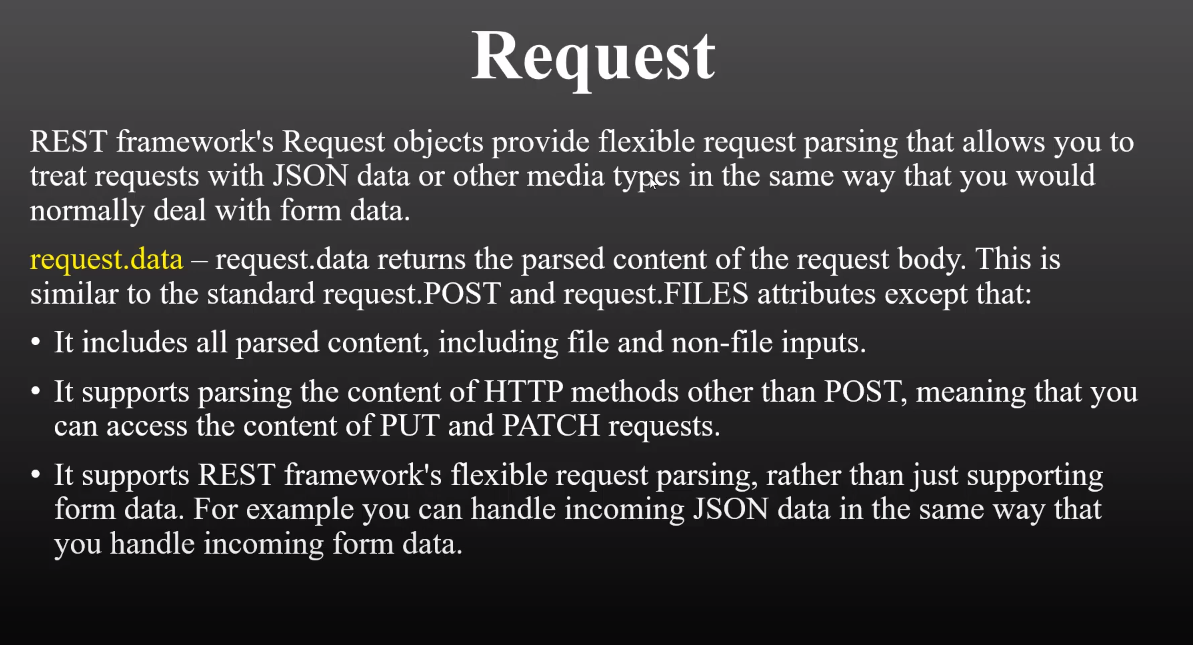 Request
REST framework's Request objects provide flexible request parsing that allows you to
treat requests with JSON data or other media types in the same way that you would
normally deal with form data.
request.data – request.data returns the parsed content of the request body. This is
similar to the standard request.POST and request.FILES attributes except that:
• It includes all parsed content, including file and non-file inputs.
• It supports parsing the content of HTTP methods other than POST, meaning that you
can access the content of PUT and PATCH requests.
• It supports REST framework's flexible request parsing, rather than just supporting
form data. For example you can handle incoming JSON data in the same way that
you handle incoming form data.